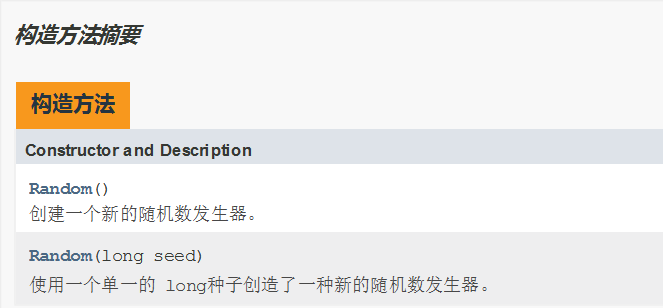 构造方法摘要
构造方法
Constructor and Description
Random()
创建一个新的随机数发生器。
Random(long seed)
使用一个单一的 long种子创造了一种新的随机数发生器。